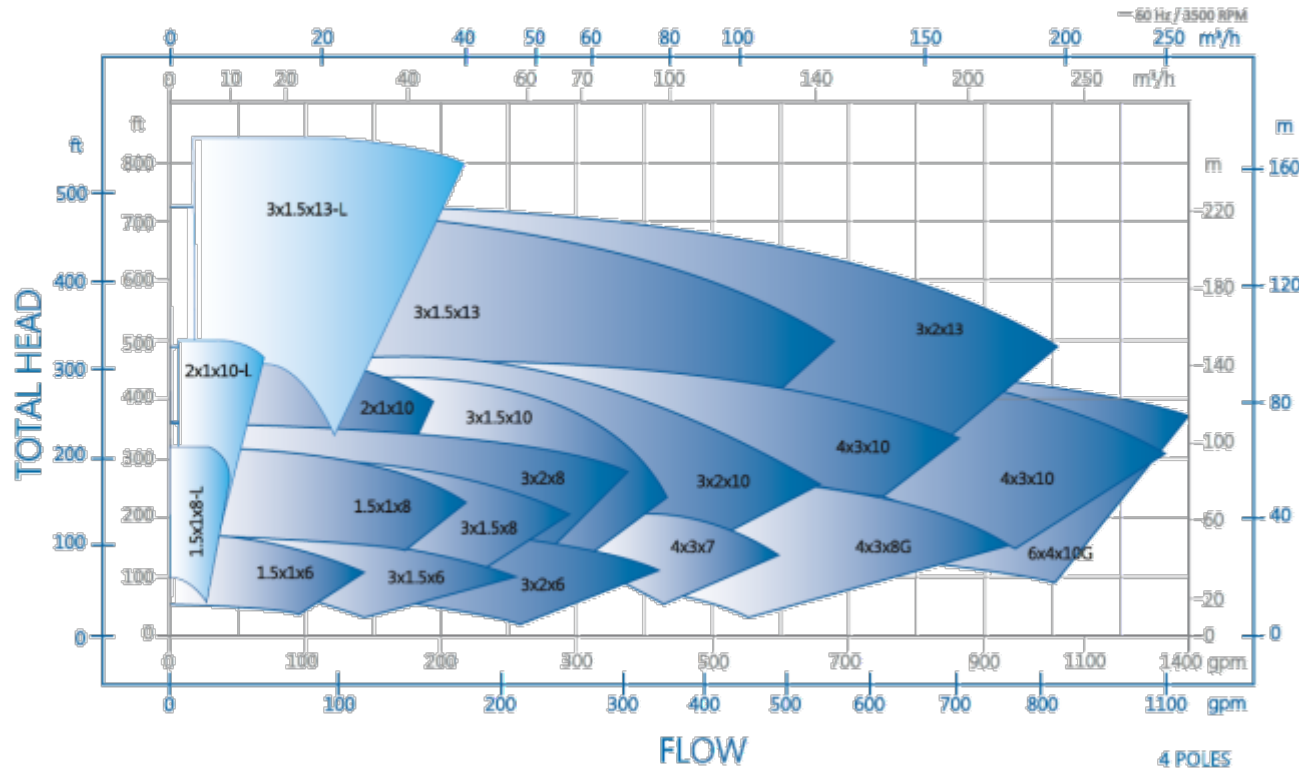 60 Hz / 3500 RPM
0 20 40 50 60 80 100 150 200 250 m³/h
0 10 20 40 60 70 100 140 200 250 m³/h
ft
ft
m
m
800
700
600
500
400
300
200
100
0
500
400
300
200
100
0
220
180
140
100
60
20
0
160
120
80
40
0
TOTAL HEAD
3x1.5x13-L
3x1.5x13
3x2x13
2x1x10-L
2x1x10
3x1.5x10
3x2x10
4x3x10
4x3x10
3x2x8
1.5x1x8
3x1.5x8
1.5x1x8-L
4x3x7
4x3x8G
6x4x10G
1.5x1x6
3x1.5x6
3x2x6
0 100 200 300 500 700 900 1100 1400 gpm
0 100 200 300 400 500 600 700 800 1100 gpm
FLOW
4 POLES